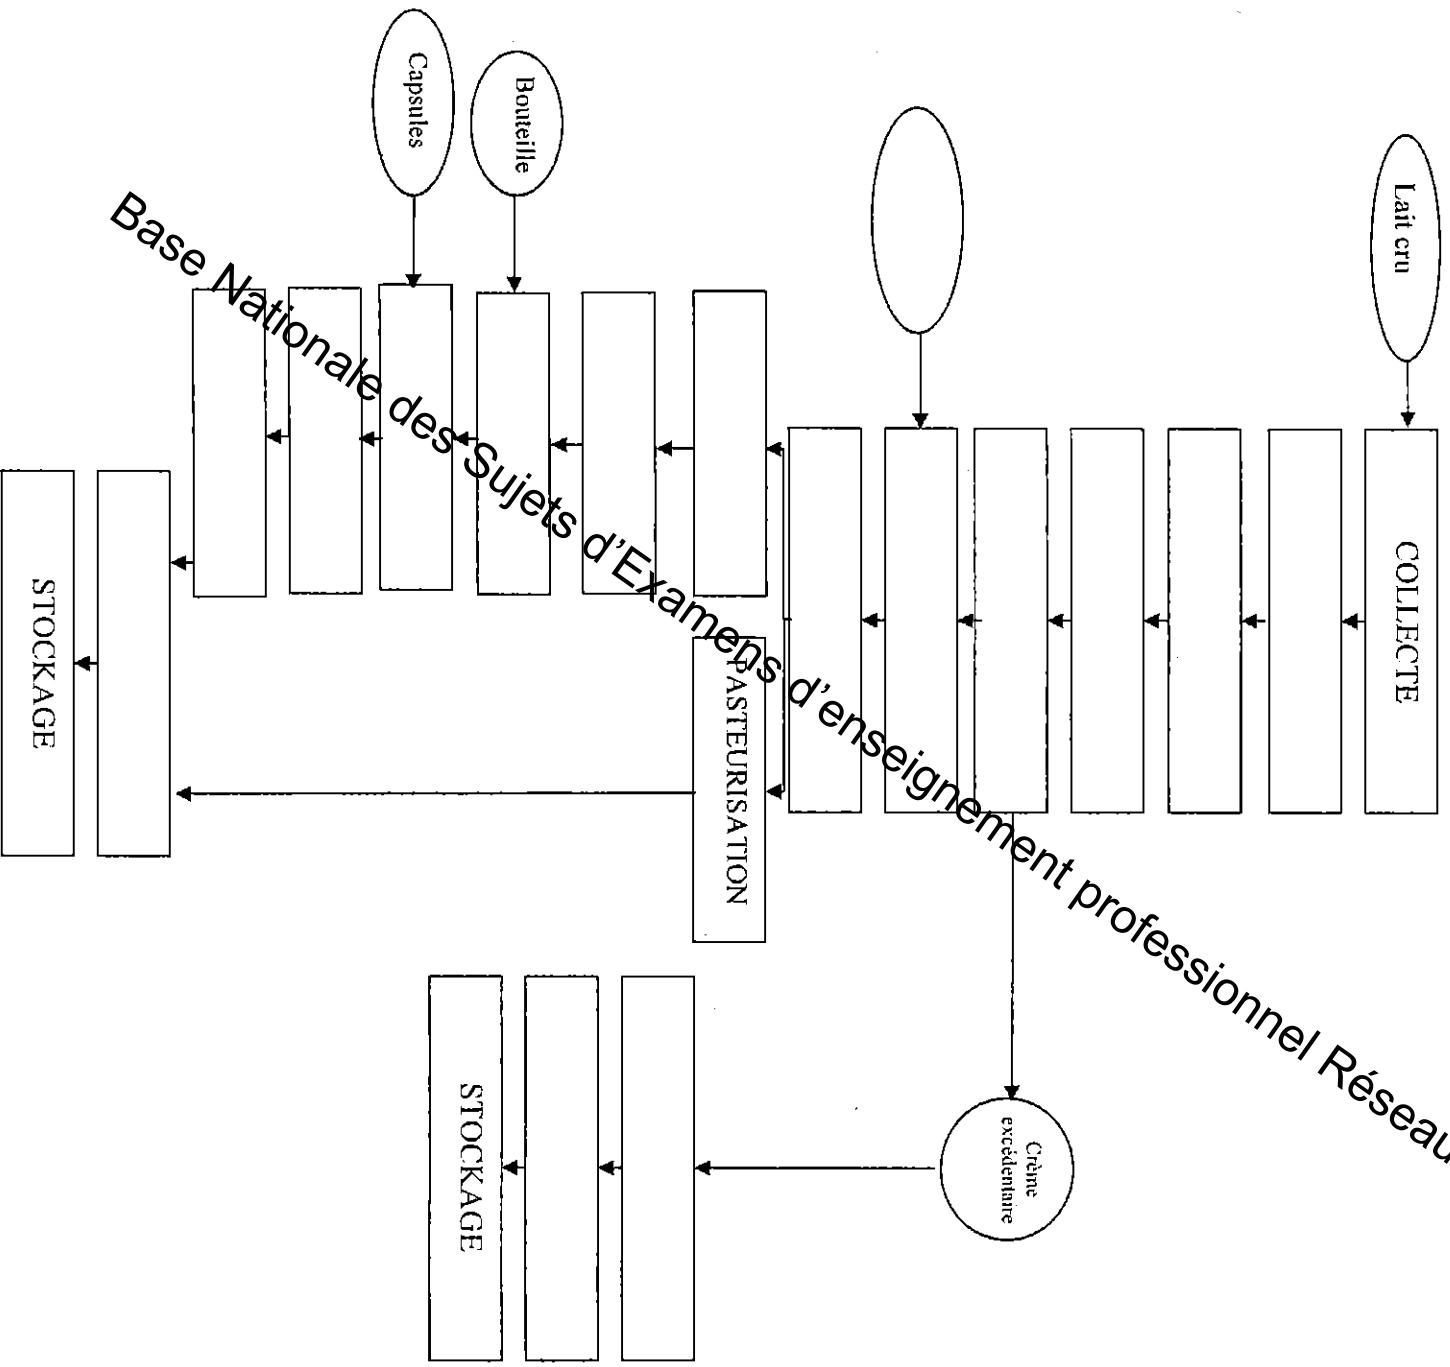 Lait cru
COLLECTE
Crème
excédentaire
PASTEURISATION
Bouteille
Capsules
STOCKAGE
STOCKAGE
Base Nationale des Sujets d'Examens d'enseignement professionnel Réseau